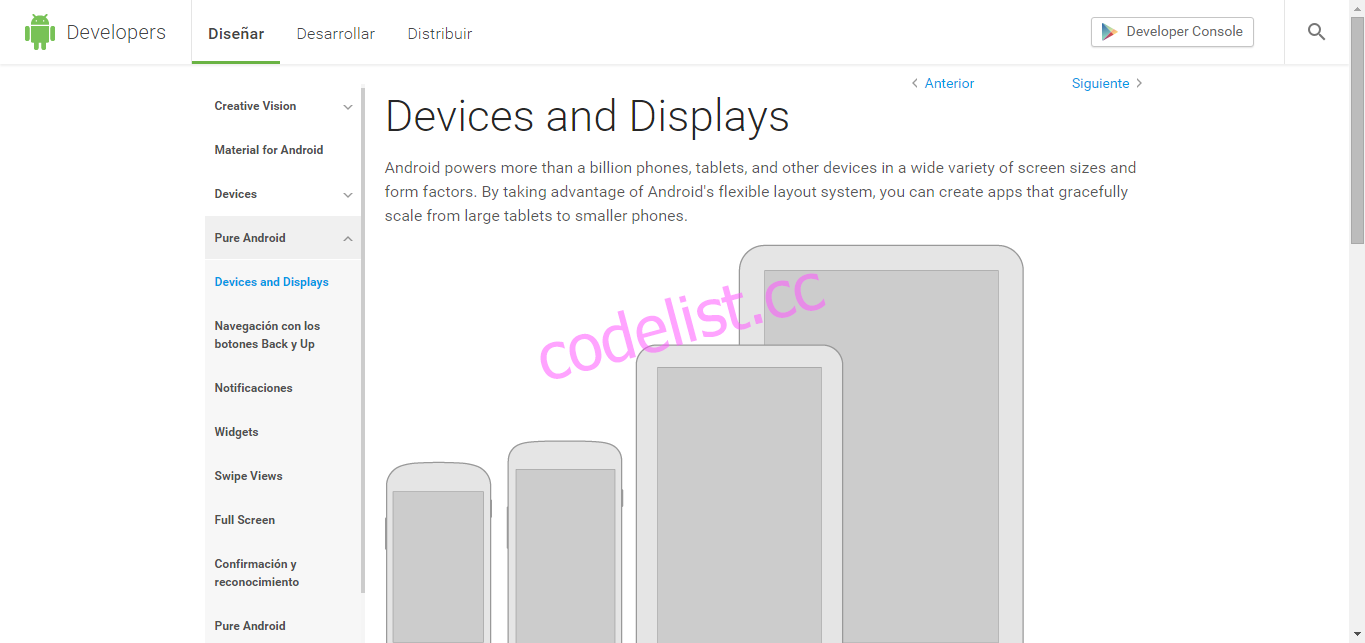 Developers
Diseñar
Desarrollar
Distribuir
Developer Console
Anterior
Siguiente
Creative Vision
Material for Android
Devices
Pure Android
Devices and Displays
Navegación con los
botones Back y Up
Notificaciones
Widgets
Swipe Views
Full Screen
Confirmación y
reconocimiento
Pure Android
Devices and Displays
Android powers more than a billion phones, tablets, and other devices in a wide variety of screen sizes and
form factors. By taking advantage of Android's flexible layout system, you can create apps that gracefully
scale from large tablets to smaller phones.
codelist.cc